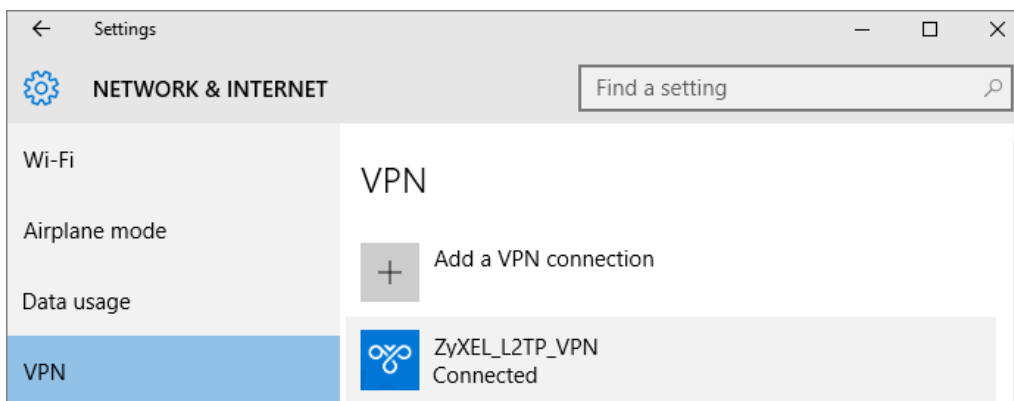 Settings
NETWORK & INTERNET
Find a setting
Wi-Fi
Airplane mode
Data usage
VPN
VPN
Add a VPN connection
ZyXEL_L2TP_VPN
Connected